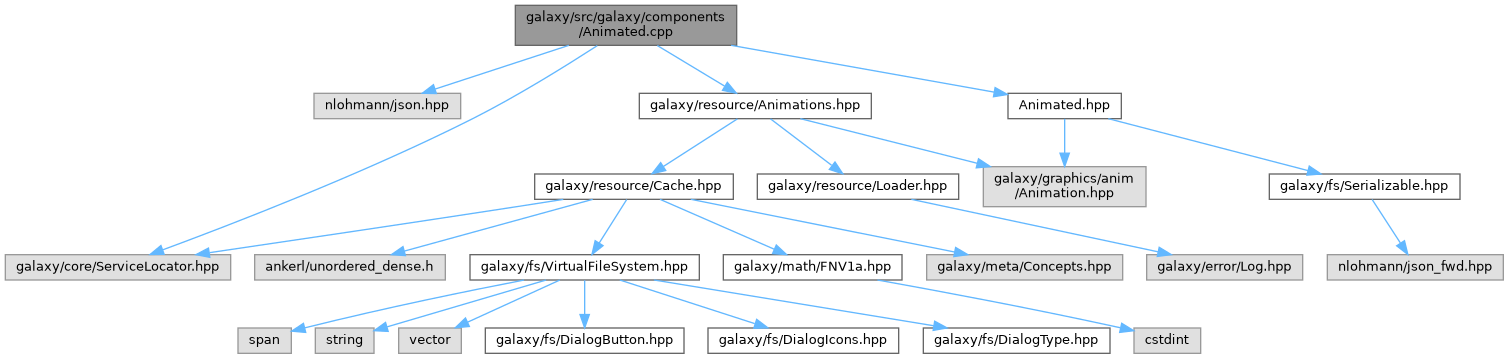 galaxy/src/galaxy/components
/Animated.cpp
nlohmann/json.hpp
galaxy/resource/Animations.hpp
Animated.hpp
galaxy/resource/Cache.hpp
galaxy/resource/Loader.hpp
galaxy/graphics/anim
/Animation.hpp
galaxy/fs/Serializable.hpp
galaxy/core/ServiceLocator.hpp
ankerl/unordered_dense.h
galaxy/fs/VirtualFileSystem.hpp
galaxy/math/FNV1a.hpp
galaxy/meta/Concepts.hpp
galaxy/error/Log.hpp
nlohmann/json_fwd.hpp
span
string
vector
galaxy/fs/DialogButton.hpp
galaxy/fs/DialogIcons.hpp
galaxy/fs/DialogType.hpp
cstdint